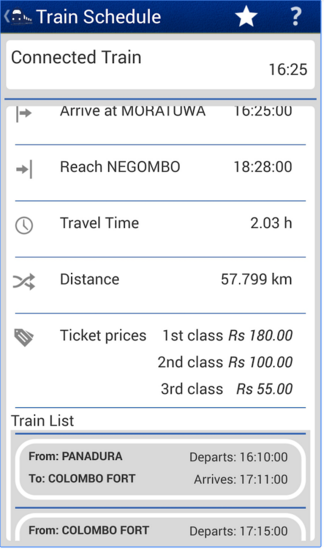 Train Schedule ?
Connected Train
16:25
Arrive at MORATUWA 16:25:00
Reach NEGOMBO 18:28:00
Travel Time 2.03 h
Distance 57.799 km
Ticket prices 1st class Rs 180.00
2nd class Rs 100.00
3rd class Rs 55.00
Train List
From: PANADURA Departs: 16:10:00
To: COLOMBO FORT Arrives: 17:11:00
From: COLOMBO FORT Departs: 17:15:00